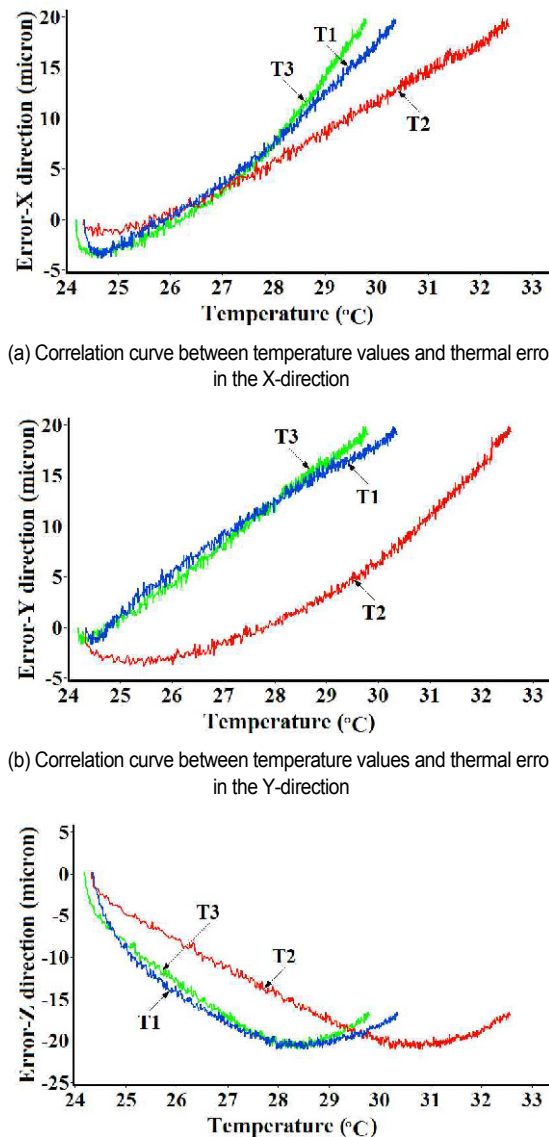 20
15
10
5
0
-5
Error-X direction (micron)
T1
T3
T2
24 25 26 27 28 29 30 31 32 33
Temperature (°C)
(a) Correlation curve between temperature values and thermal erro
in the X-direction
20
15
10
5
0
-5
Error-Y direction (micron)
T3
T1
T2
24 25 26 27 28 29 30 31 32 33
Temperature (°C)
(b) Correlation curve between temperature values and thermal erro
in the Y-direction
5
0
-5
-10
-15
-20
-25
Error-Z direction (micron)
T3
T2
T1
24 25 26 27 28 29 30 31 32 33
Temperature (°C)